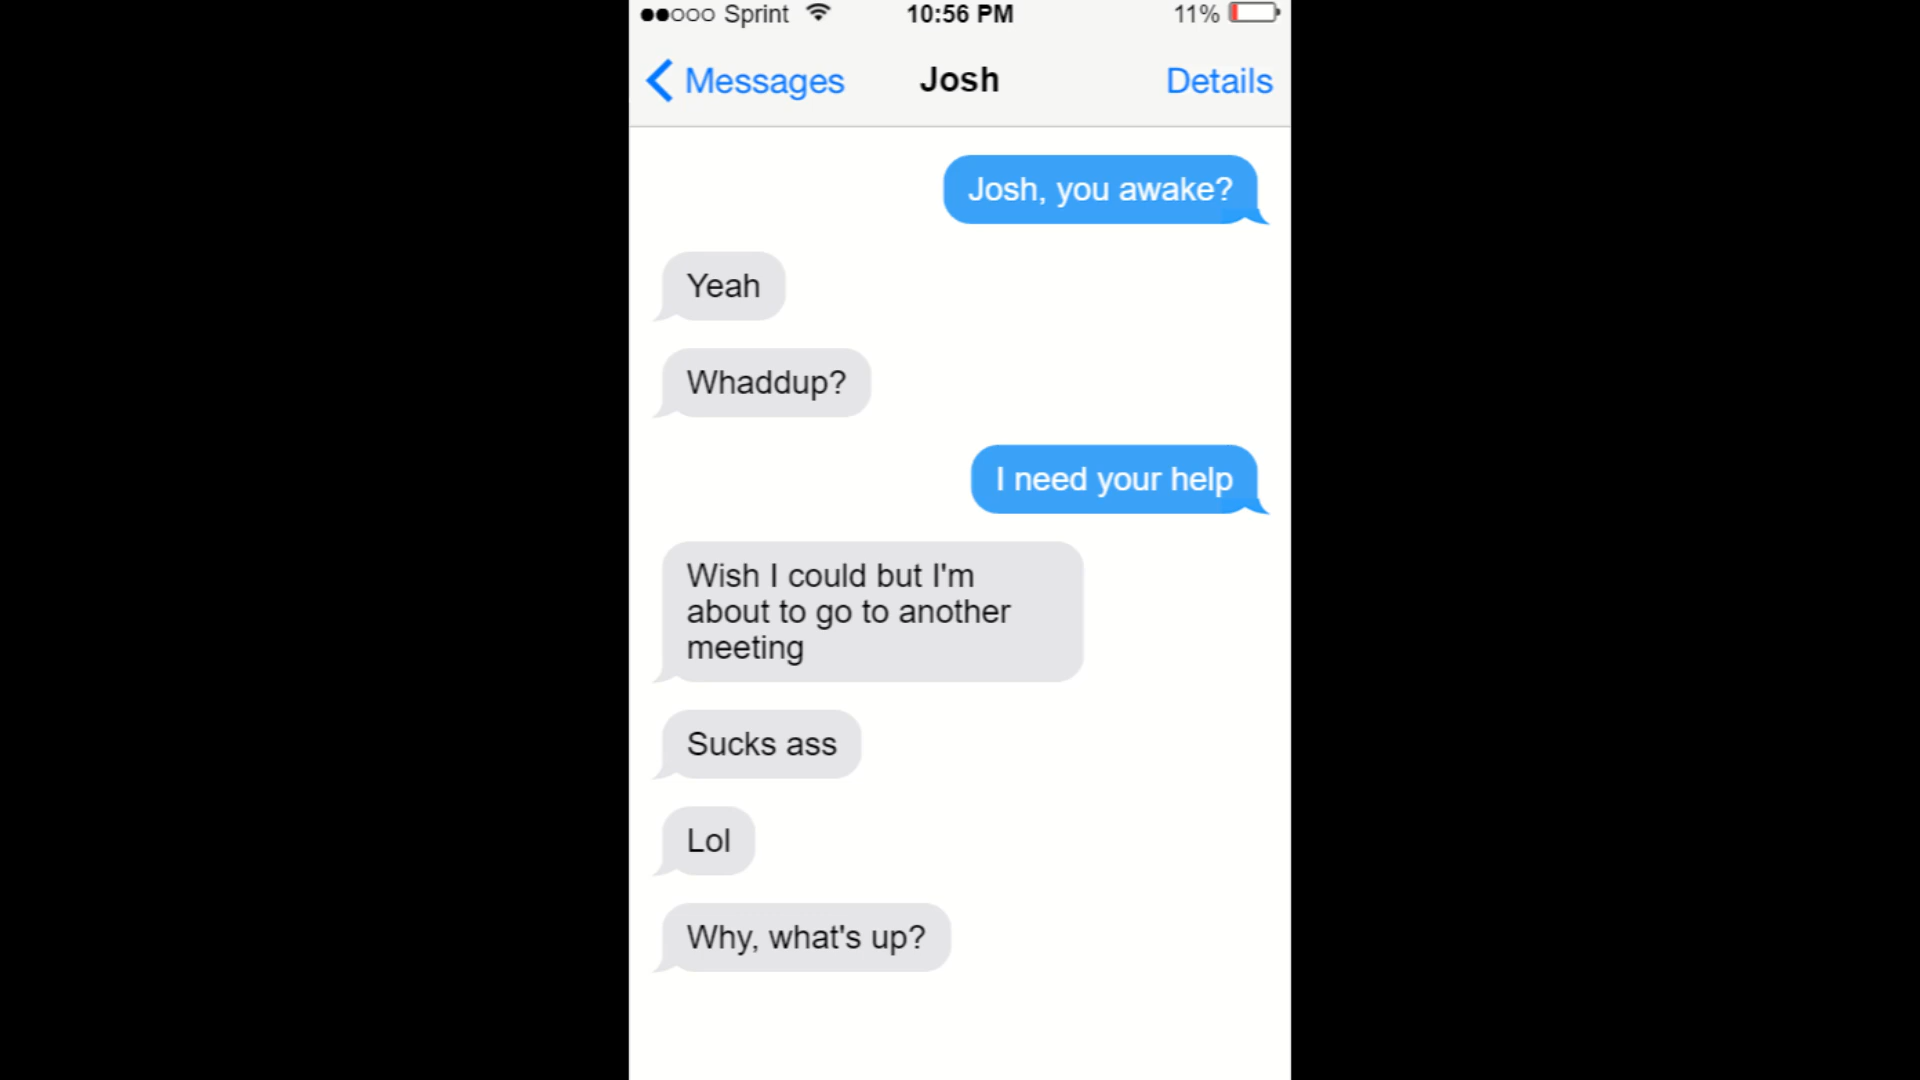 Sprint 10:56 PM 11%
Messages Josh Details
Josh, you awake?
Yeah
Whaddup?
I need your help
Wish I could but I'm
about to go to another
meeting
Sucks ass
Lol
Why, what's up?